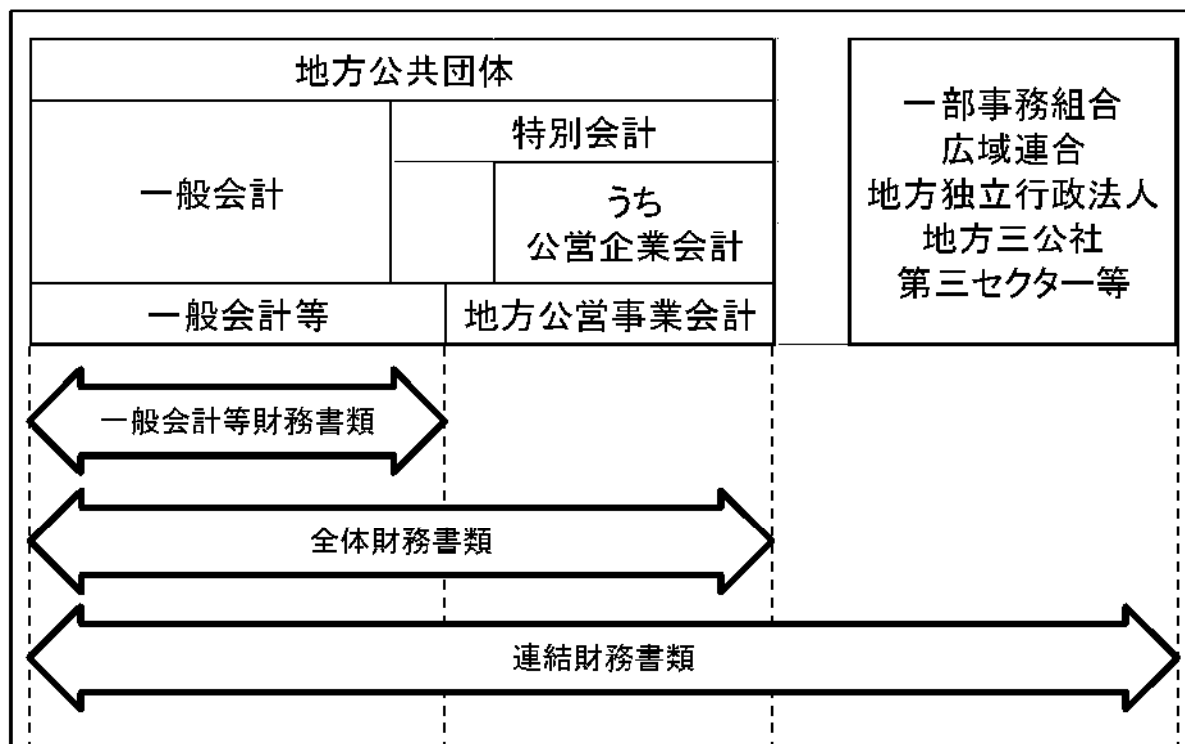 地方公共団体
一般会計
特別会計
うち
公営企業会計
一般会計等
地方公営事業会計
一部事務組合
広域連合
地方独立行政法人
地方三公社
第三セクター等
一般会計等財務書類
全体財務書類
連結財務書類